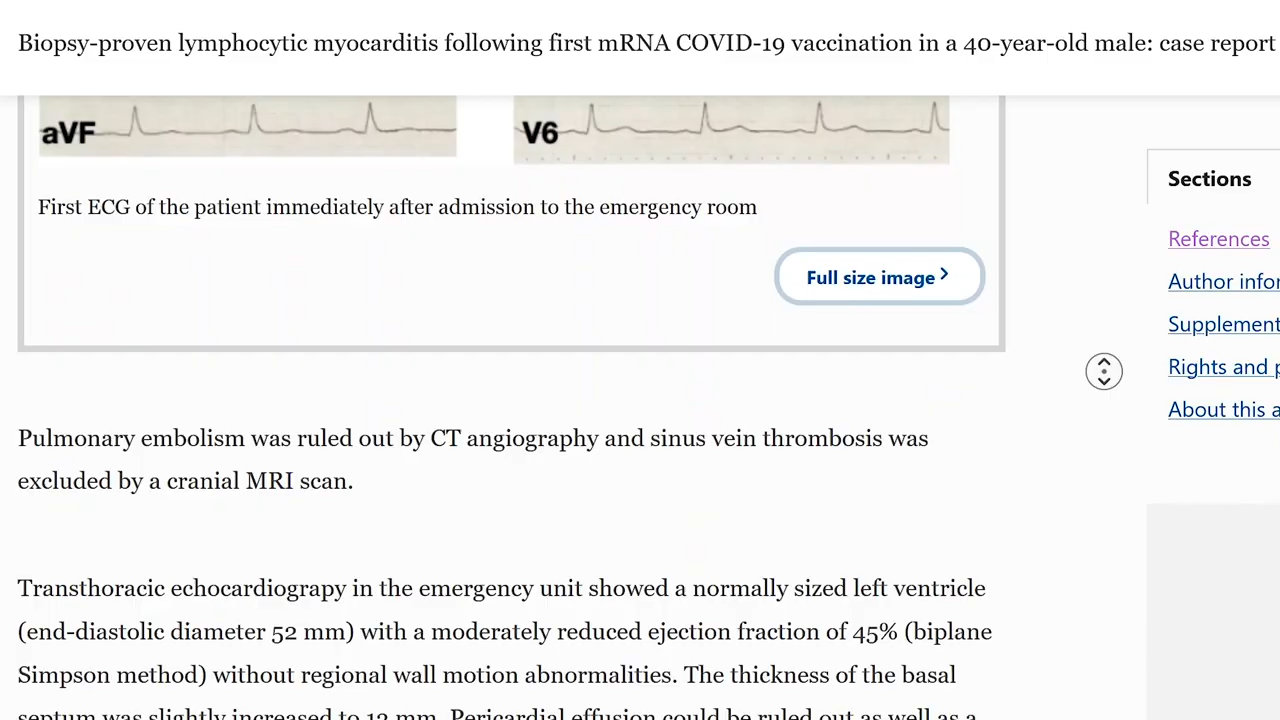 Biopsy-proven lymphocytic myocarditis following first mRNA COVID-19 vaccination in a 40-year-old male: case report
aVF
V6
First ECG of the patient immediately after admission to the emergency room
Full size image
Sections
References
Author infor
Supplement
Rights and p
About this a
Pulmonary embolism was ruled out by CT angiography and sinus vein thrombosis was
excluded by a cranial MRI scan.
Transthoracic echocardiograpy in the emergency unit showed a normally sized left ventricle
(end-diastolic diameter 52 mm) with a moderately reduced ejection fraction of 45% (biplane
Simpson method) without regional wall motion abnormalities. The thickness of the basal
septum was slightly increased to 12 mm. Pericardial effusion could be ruled out as well as a